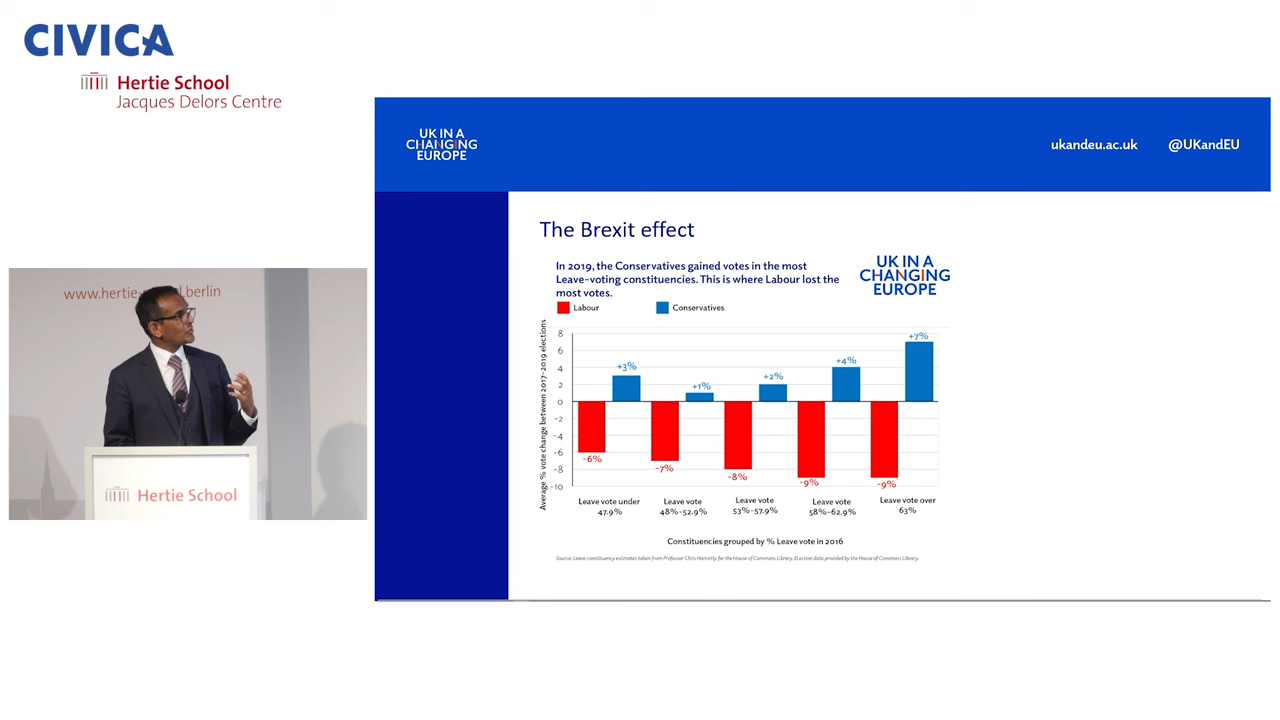 CIVICA
Hertie School
Jacques Delors Centre
UK IN A
CHANGING
EUROPE
ukandeu.ac.uk
@UKandEU
The Brexit effect
In 2019, the Conservatives gained votes in the most
Leave-voting constituencies. This is where Labour lost the
most votes.
UK IN A
CHANGING
EUROPE
Labour
Conservatives
Average % vote change between 2017-2019 elections
8
6
4
2
0
-2
-4
-6
-8
-10
+3%
+1%
+2%
+4%
+7%
-6%
-7%
-8%
-9%
-9%
Leave vote under
47.9%
Leave vote
48%-52.9%
Leave vote
53%-57.9%
Leave vote
58%-62.9%
Leave vote over
63%
Constituencies grouped by % Leave vote in 2016
Source: Leave constituency estimates taken from Professor Chris Hanretty for the House of Commons Library. Election data provided by the House of Commons Library.
www.hertie-
.berlin
Hertie School